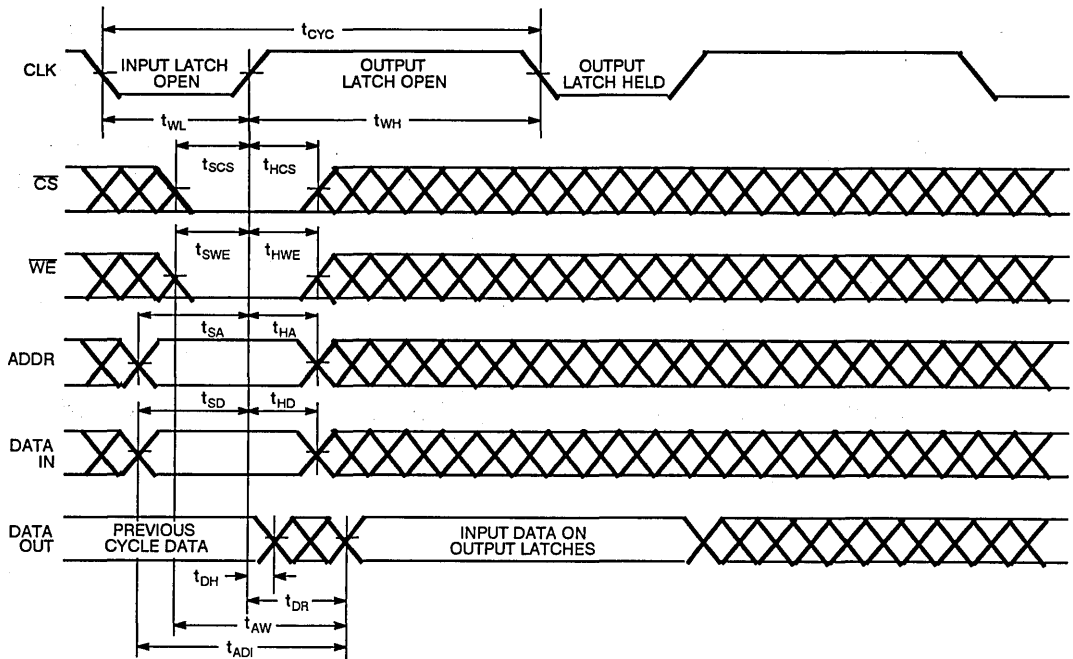 tCYC
CLK
INPUT LATCH
OPEN
OUTPUT
LATCH OPEN
OUTPUT
LATCH HELD
tWL
tWH
CS
tSCS
tHCS
WE
tSWE
tHWE
ADDR
tSA
tHA
DATA
IN
tSD
tHD
DATA
OUT
PREVIOUS
CYCLE DATA
INPUT DATA ON
OUTPUT LATCHES
tDH
tDR
tAW
tADI